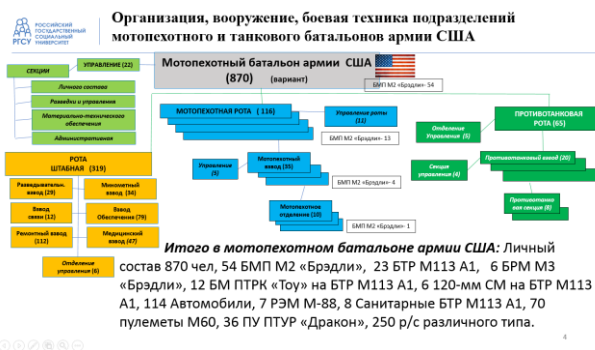 РОССИЙСКИЙ
ГОСУДАРСТВЕННЫЙ
СОЦИАЛЬНЫЙ
УНИВЕРСИТЕТ
РГСУ
Организация, вооружение, боевая техника подразделений
мотопехотного и танкового батальонов армии США
УПРАВЛЕНИЕ (22)
Мотопехотный батальон армии США
(870) (вариант)
БМП М2 «Брэдли»- 54
СЕКЦИИ
Личного состава
Разведки и управления
Материально-технического
обеспечения
Административная
РОТА
ШТАБНАЯ (319)
Разведывательн.
взвод (29)
Минометный
взвод (34)
Взвод
связи (12)
Взвод
Обеспечения (79)
Ремонтный взвод
(112)
Медицинский
взвод (47)
Отделение
управления (6)
МОТОПЕХОТНАЯ РОТА ( 116)
Управление роты
(11)
БМП М2 «Брэдли»- 13
Управление
(5)
Мотопехотный
взвод (35)
БМП М2 «Брэдли»- 4
Мотопехотное
отделение (10)
БМП М2 «Брэдли»- 1
ПРОТИВОТАНКОВАЯ
РОТА (65)
Отделение
Управления (5)
Противотанковый взвод (20)
Секция
управления (4)
Противотанко
вая секция (8)
Итого в мотопехотном батальоне армии США: Личный
состав 870 чел, 54 БМП М2 «Брэдли», 23 БТР М113 А1, 6 БРМ М3
«Брэдли», 12 БМ ПТРК «Тоу» на БТР М113 А1, 6 120-мм СМ на БТР М113
А1, 114 Автомобили, 7 РЭМ М-88, 8 Санитарные БТР М113 А1, 70
пулеметы М60, 36 ПУ ПТУР «Дракон», 250 р/с различного типа.
4